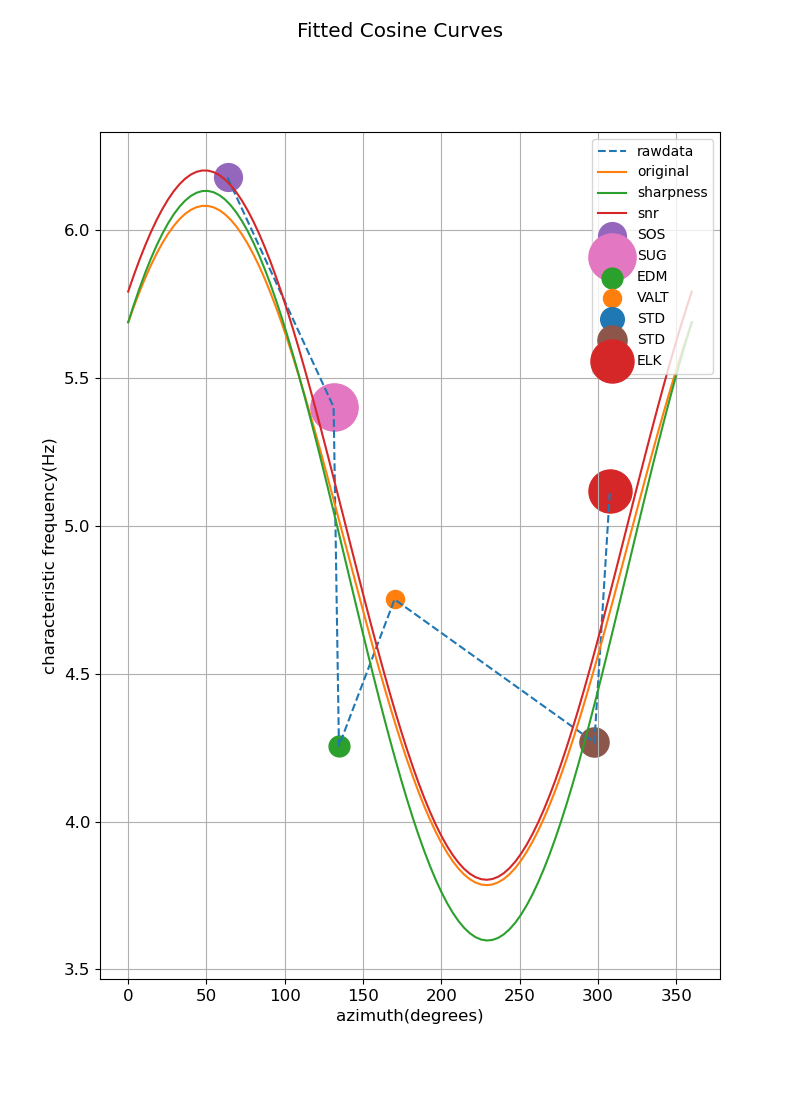 Fitted Cosine Curves
rawdata
original
sharpness
snr
SOS
SUG
EDM
VALT
STD
STD
ELK
characteristic frequency(Hz)
6.0
5.5
5.0
4.5
4.0
3.5
0 50 100 150 200 250 300 350
azimuth(degrees)